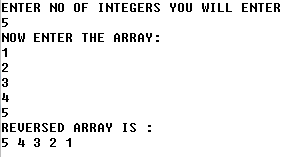 ENTER NO OF INTEGERS YOU WILL ENTER
5
NOW ENTER THE ARRAY:
1
2
3
4
5
REVERSED ARRAY IS :
5 4 3 2 1